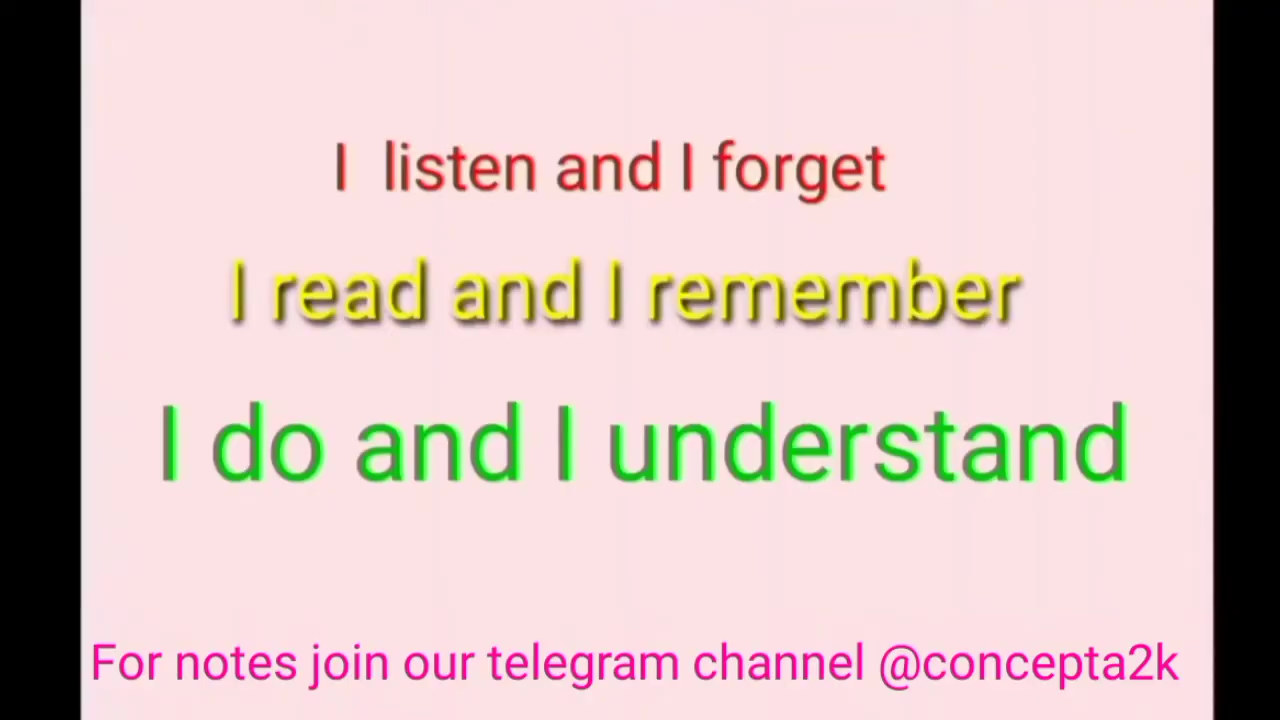 I listen and I forget
I read and I remember
I do and I understand
For notes join our telegram channel @concepta2k